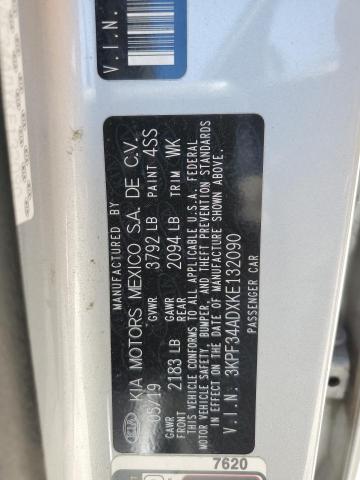 V.I.N.
MANUFACTURED BY
KIA KIA MOTORS MEXICO S.A. DE C.V.
05/19 GVWR 3792 LB PAINT 4SS
GAWR FRONT 2183 LB GAWR REAR 2094 LB TRIM WK
THIS VEHICLE CONFORMS TO ALL APPLICABLE U.S.A. FEDERAL
MOTOR VEHICLE SAFETY, BUMPER, AND THEFT PREVENTION STANDARDS
IN EFFECT ON THE DATE OF MANUFACTURE SHOWN ABOVE.
V.I.N. 3KPF34ADXKE132090
PASSENGER CAR
7620